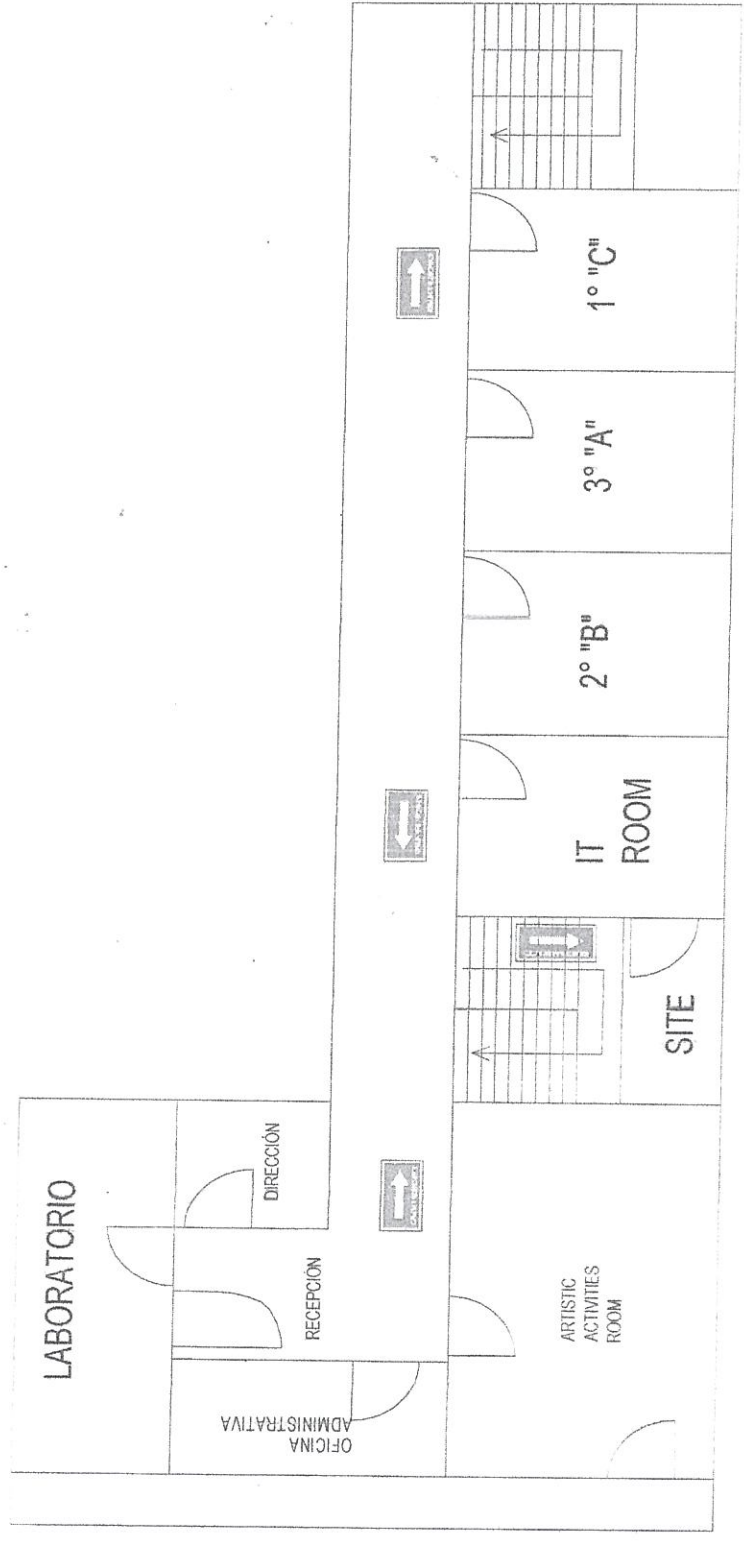 LABORATORIO
DIRECCIÓN
RECEPCIÓN
OFICINA
ADMINISTRATIVA
ARTISTIC
ACTIVITIES
ROOM
SITE
IT
ROOM
2° "B"
3° "A"
1° "C"